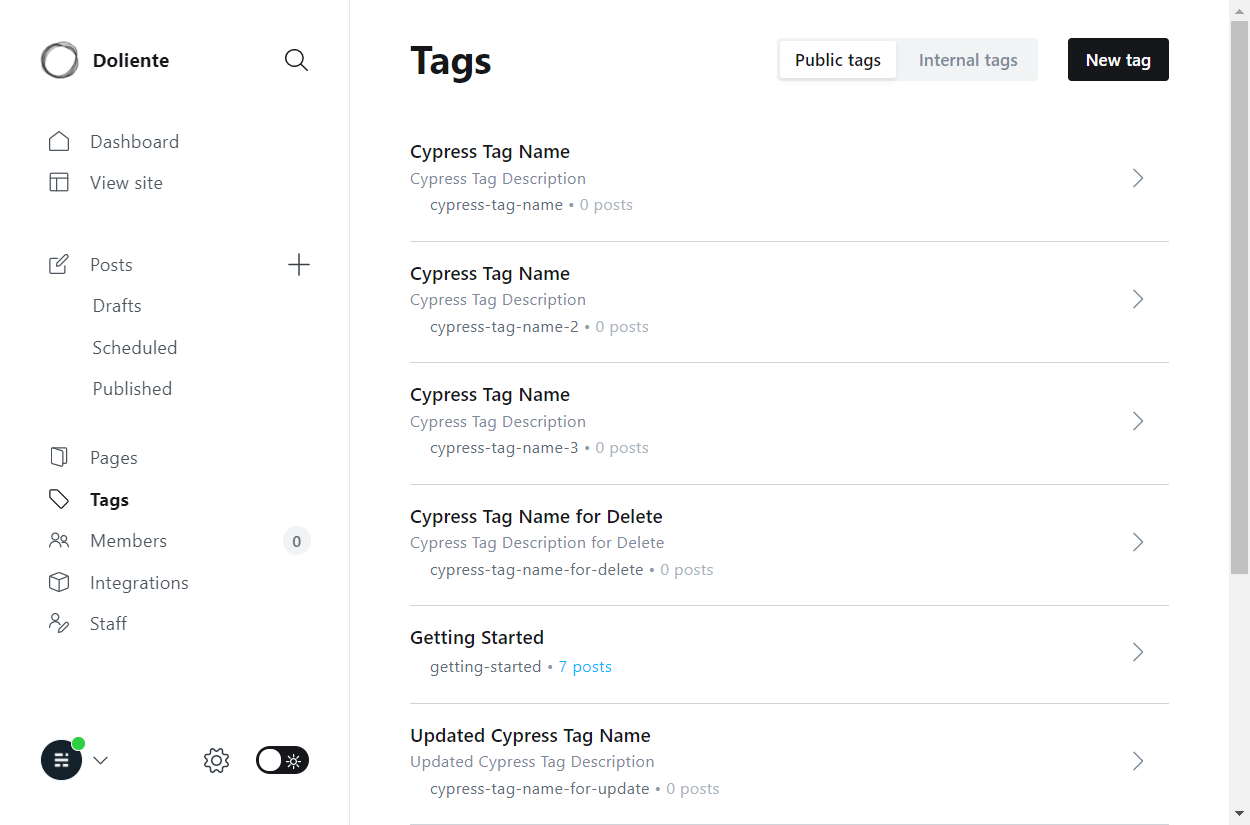 Doliente
Dashboard
View site
Posts
Drafts
Scheduled
Published
Pages
Tags
Members 0
Integrations
Staff
Tags
Public tags Internal tags New tag
Cypress Tag Name
Cypress Tag Description
cypress-tag-name • 0 posts
Cypress Tag Name
Cypress Tag Description
cypress-tag-name-2 • 0 posts
Cypress Tag Name
Cypress Tag Description
cypress-tag-name-3 • 0 posts
Cypress Tag Name for Delete
Cypress Tag Description for Delete
cypress-tag-name-for-delete • 0 posts
Getting Started
getting-started • 7 posts
Updated Cypress Tag Name
Updated Cypress Tag Description
cypress-tag-name-for-update • 0 posts